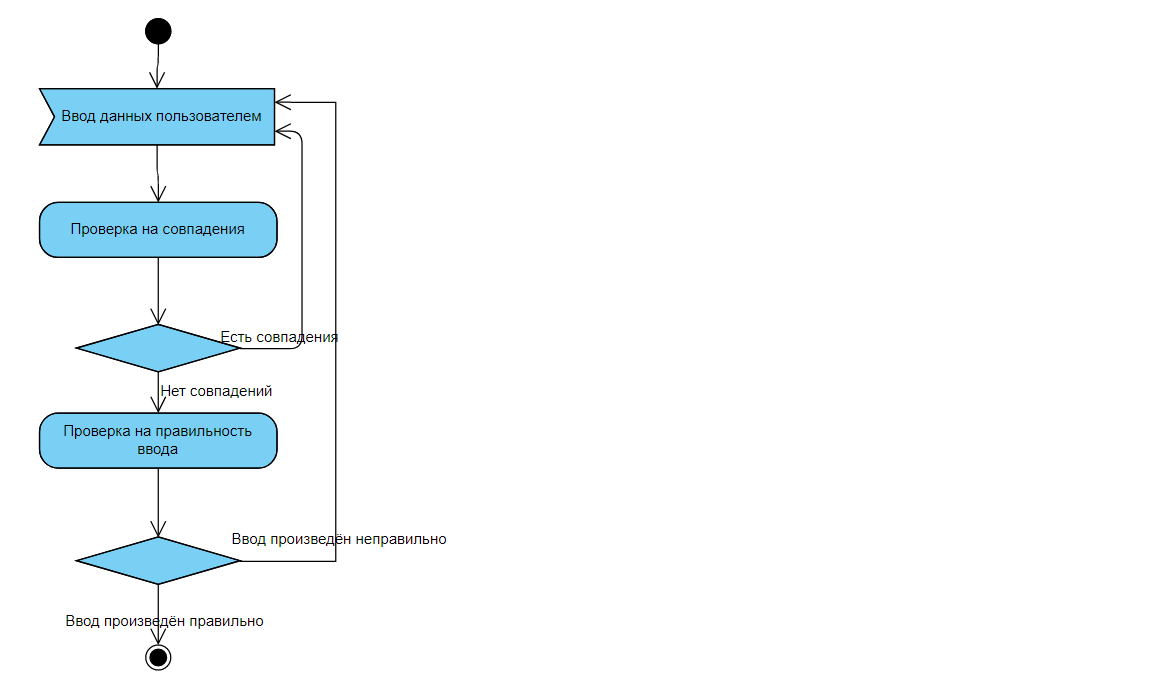 Ввод данных пользователем
Проверка на совпадения
Есть совпадения
Нет совпадений
Проверка на правильность
ввода
Ввод произведён неправильно
Ввод произведён правильно